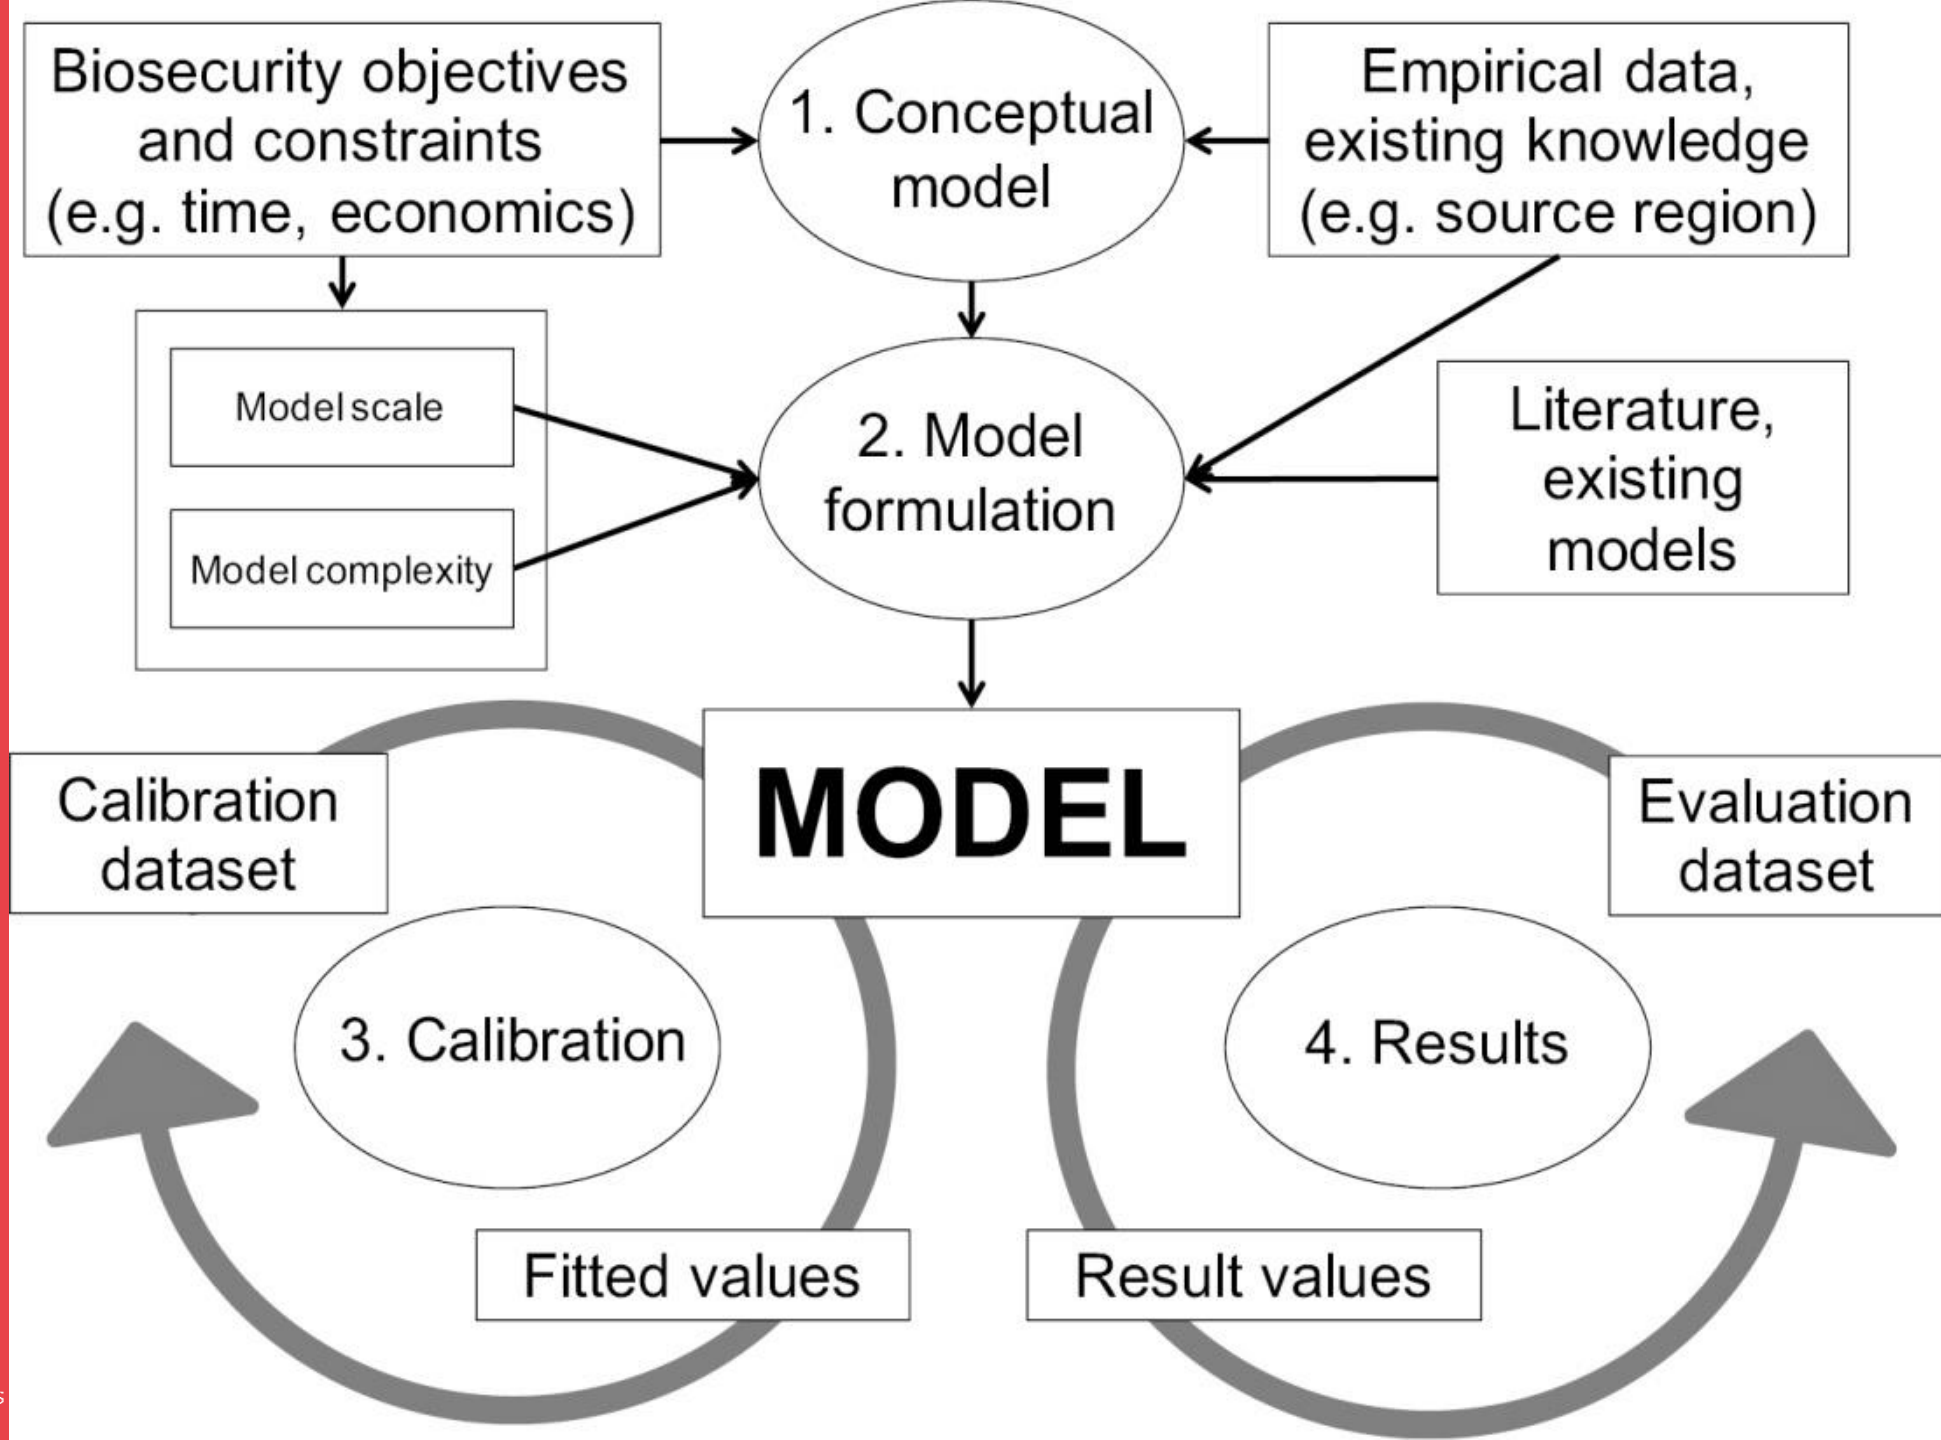 Biosecurity objectives
and constraints
(e.g. time, economics)
1. Conceptual
model
Empirical data,
existing knowledge
(e.g. source region)
Model scale
Model complexity
2. Model
formulation
Literature,
existing
models
MODEL
Calibration
dataset
Evaluation
dataset
3. Calibration
4. Results
Fitted values
Result values
s